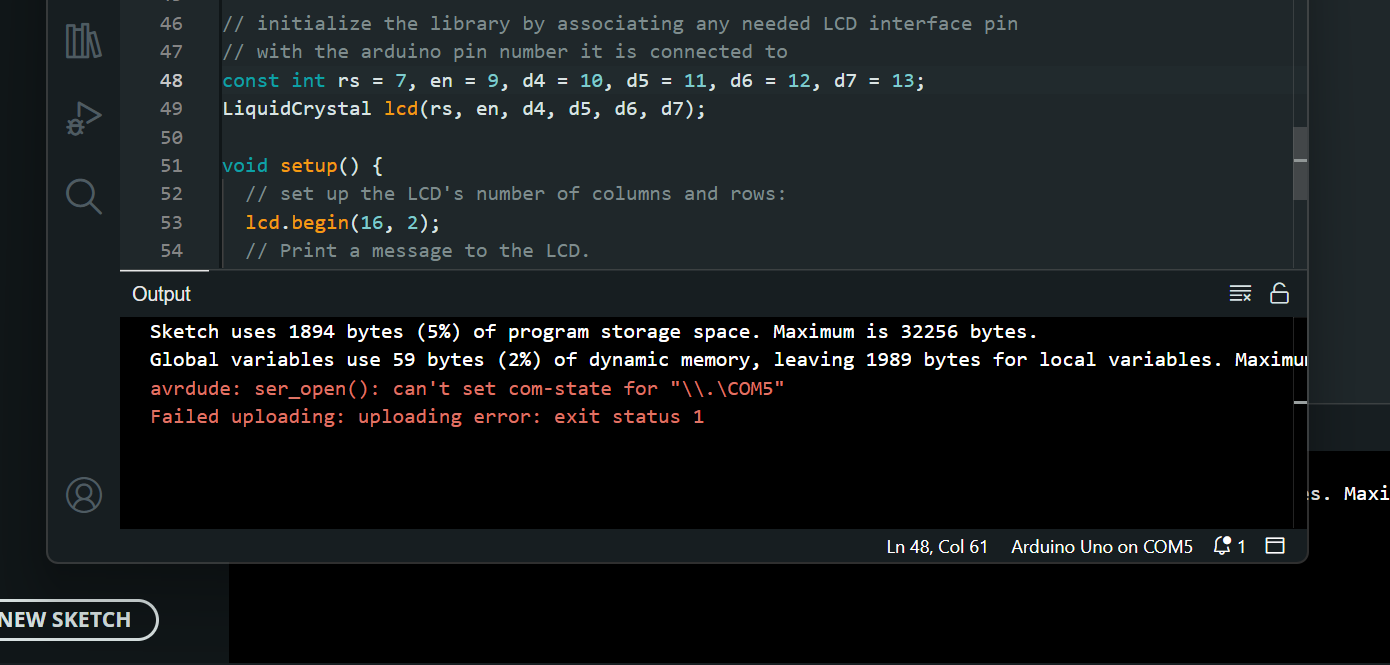 46 // initialize the library by associating any needed LCD interface pin
47 // with the arduino pin number it is connected to
48 const int rs = 7, en = 9, d4 = 10, d5 = 11, d6 = 12, d7 = 13;
49 LiquidCrystal lcd(rs, en, d4, d5, d6, d7);
50
51 void setup() {
52 // set up the LCD's number of columns and rows:
53 lcd.begin(16, 2);
54 // Print a message to the LCD.
Output
Sketch uses 1894 bytes (5%) of program storage space. Maximum is 32256 bytes.
Global variables use 59 bytes (2%) of dynamic memory, leaving 1989 bytes for local variables. Maximu
avrdude: ser_open(): can't set com-state for "\\.\COM5"
Failed uploading: uploading error: exit status 1
s. Maxi
Ln 48, Col 61 Arduino Uno on COM5 1
NEW SKETCH